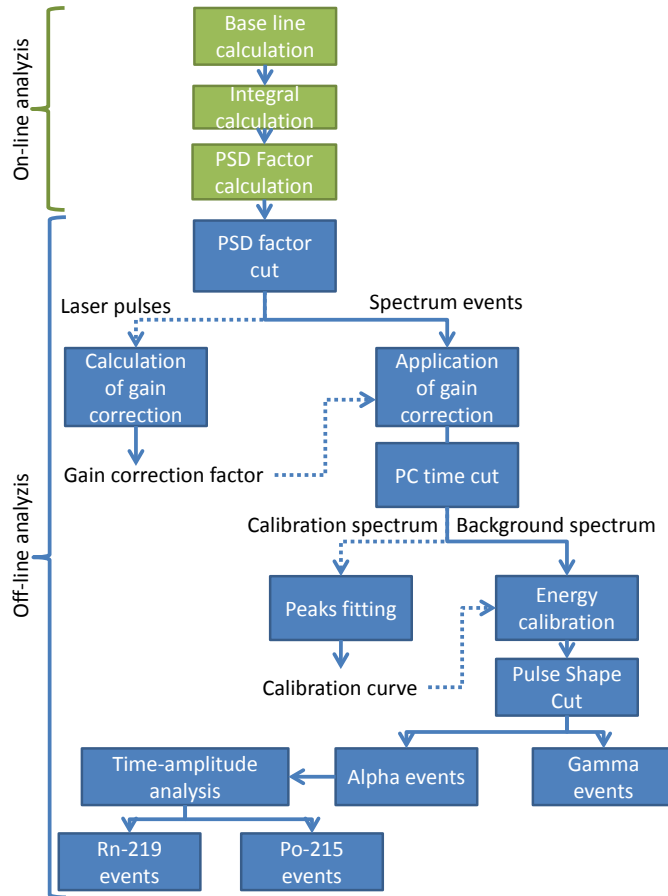 On-line analyzis
Base line
calculation
Integral
calculation
PSD Factor
calculation
Off-line analyzis
PSD factor
cut
Laser pulses
Spectrum events
Calculation
of gain
correction
Application
of gain
correction
Gain correction factor
PC time cut
Calibration spectrum
Background spectrum
Peaks fitting
Energy
calibration
Calibration curve
Pulse Shape
Cut
Time-amplitude
analysis
Alpha events
Gamma
events
Rn-219
events
Po-215
events